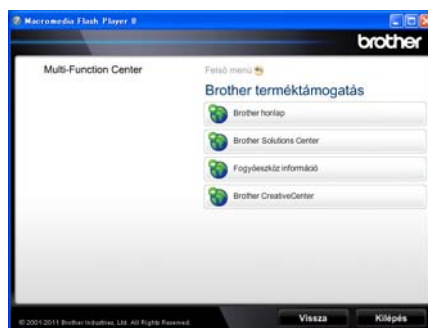 Macromedia Flash Player 8
brother
Multi-Function Center
Felső menü
Brother terméktámogatás
Brother honlap
Brother Solutions Center
Fogyóeszköz információ
Brother CreativeCenter
© 2001-2011 Brother Industries, Ltd. All Rights Reserved.
Vissza
Kilépés